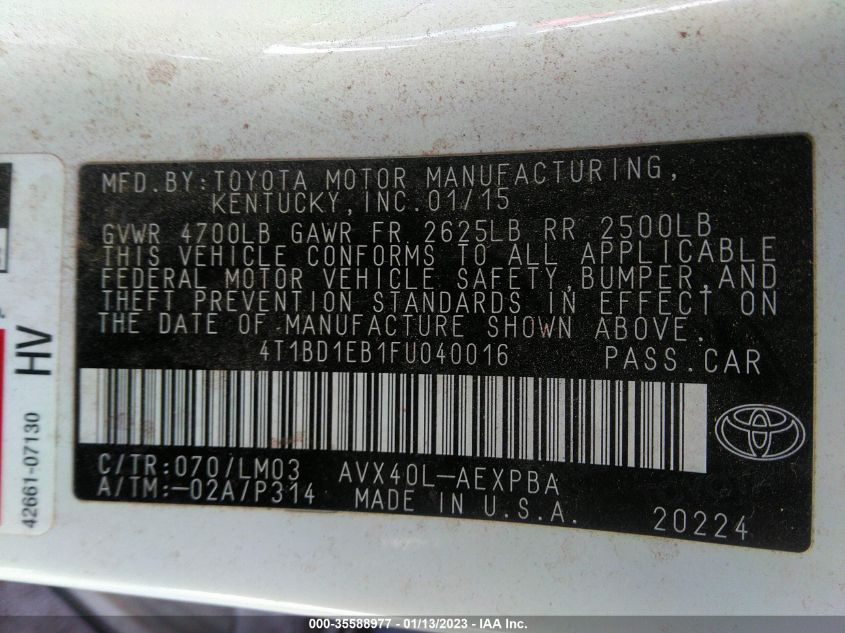 MFD.BY:TOYOTA MOTOR MANUFACTURING,
KENTUCKY,INC.01/15
GVWR 4700LB GAWR FR 2625LB RR 2500LB
THIS VEHICLE CONFORMS TO ALL APPLICABLE
FEDERAL MOTOR VEHICLE SAFETY,BUMPER,AND
THEFT PREVENTION STANDARDS IN EFFECT ON
THE DATE OF MANUFACTURE SHOWN ABOVE.
4T1BD1EB1FU040016 PASS.CAR
C/TR:070/LM03 AVX40L-AEXPBA
A/TM:-02A/P314 MADE IN U.S.A.
20224
HV
42661-07130
000-35588977 - 01/13/2023 - IAA Inc.